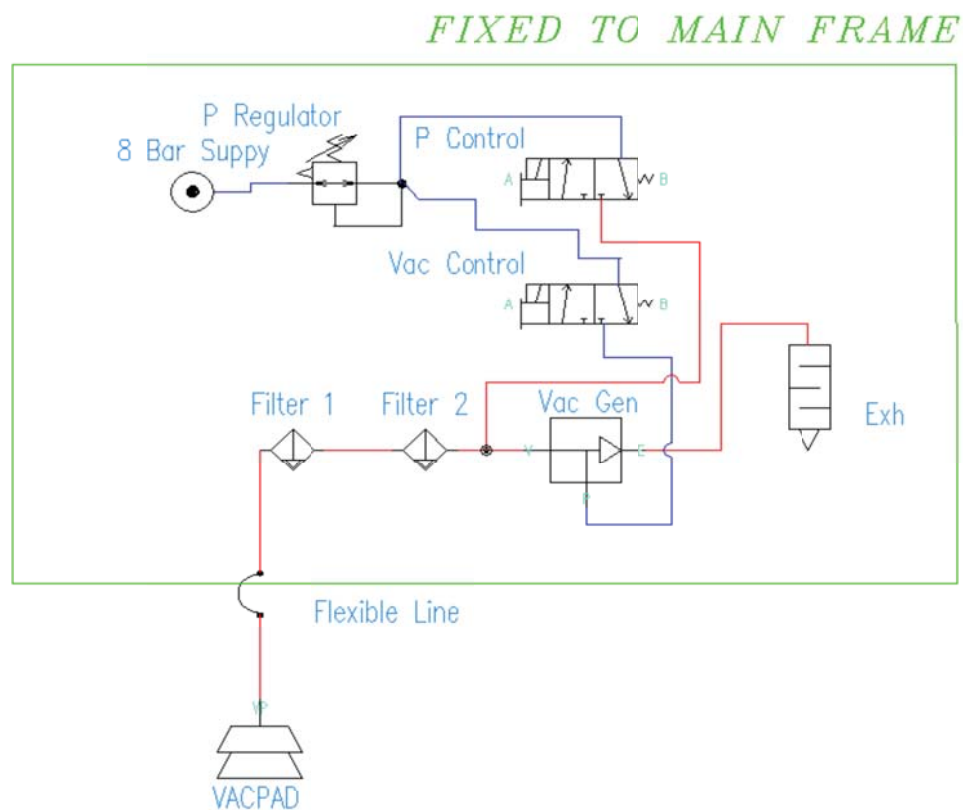 FIXED TO MAIN FRAME
P Regulator
8 Bar Suppy
P Control
A
B
Vac Control
A
B
Filter 1
Filter 2
Vac Gen
Exh
V
E
P
Flexible Line
VP
VACPAD